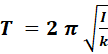 T = 2 π √(I/k)